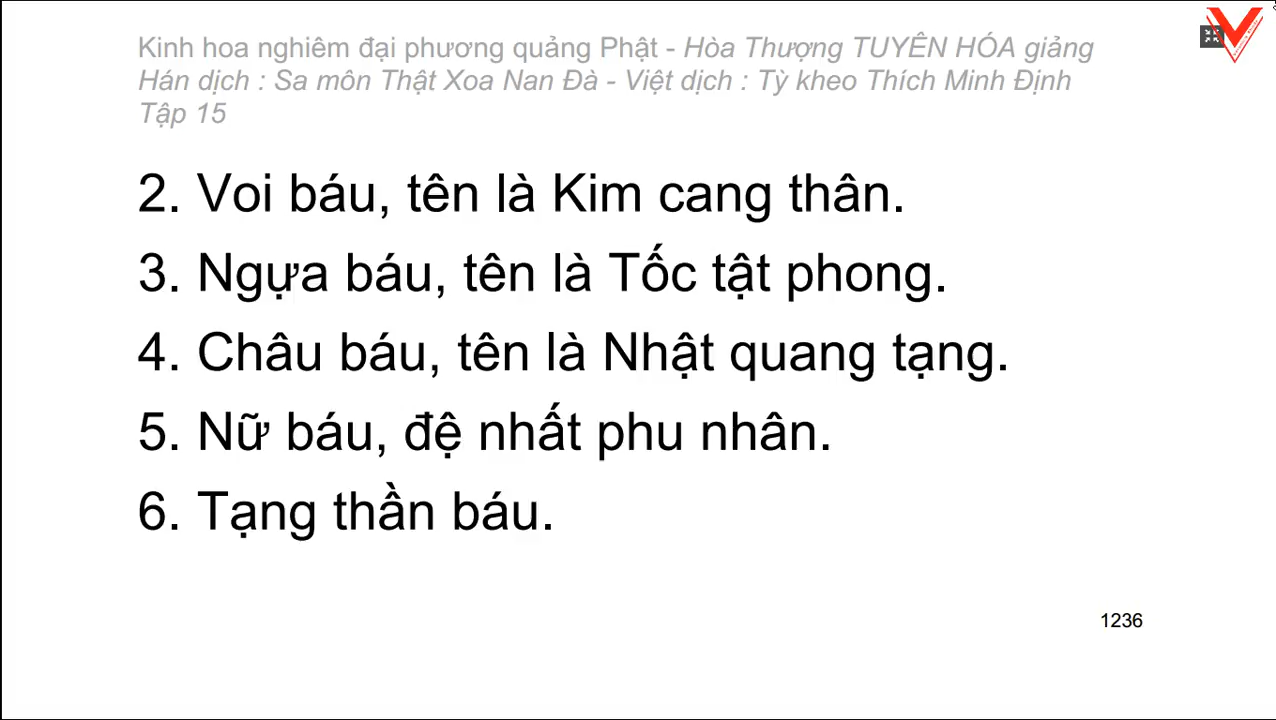 Kinh hoa nghiêm đại phương quảng Phật - Hòa Thượng TUYÊN HÓA giảng
Hán dịch : Sa môn Thật Xoa Nan Đà - Việt dịch : Tỳ kheo Thích Minh Định
Tập 15
2. Voi báu, tên là Kim cang thân.
3. Ngựa báu, tên là Tốc tật phong.
4. Châu báu, tên là Nhật quang tạng.
5. Nữ báu, đệ nhất phu nhân.
6. Tạng thần báu.
1236